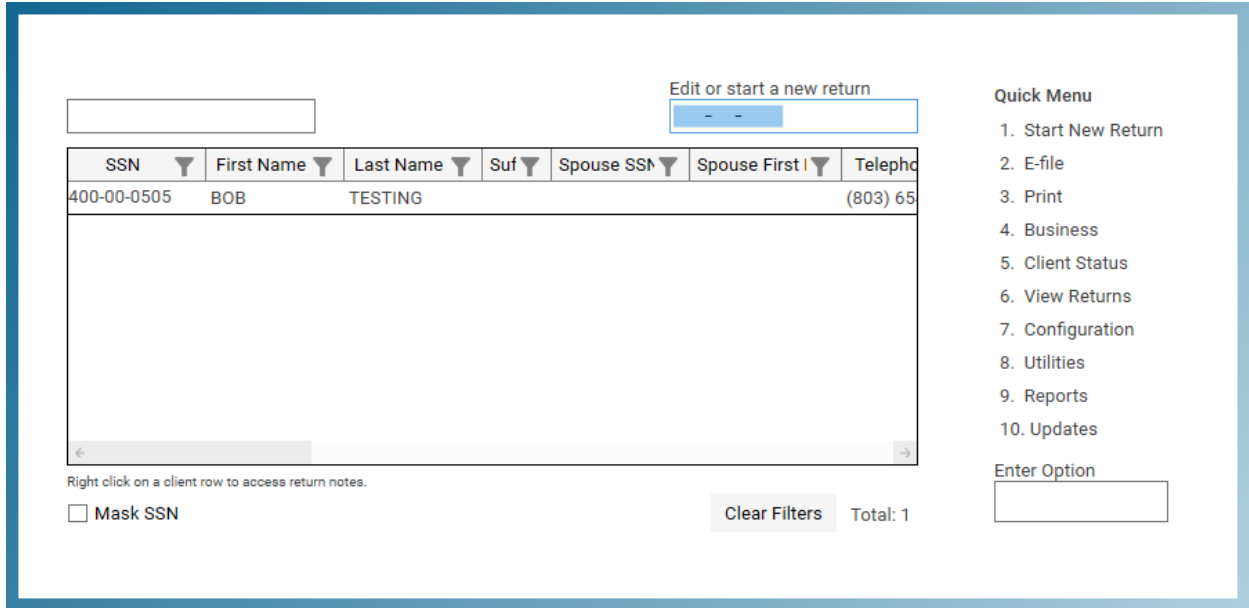 Edit or start a new return
- -
SSN First Name Last Name Suf Spouse SSN Spouse First Telepho
400-00-0505 BOB TESTING (803) 65
Right click on a client row to access return notes.
Mask SSN
Clear Filters Total: 1
Quick Menu
1. Start New Return
2. E-file
3. Print
4. Business
5. Client Status
6. View Returns
7. Configuration
8. Utilities
9. Reports
10. Updates
Enter Option